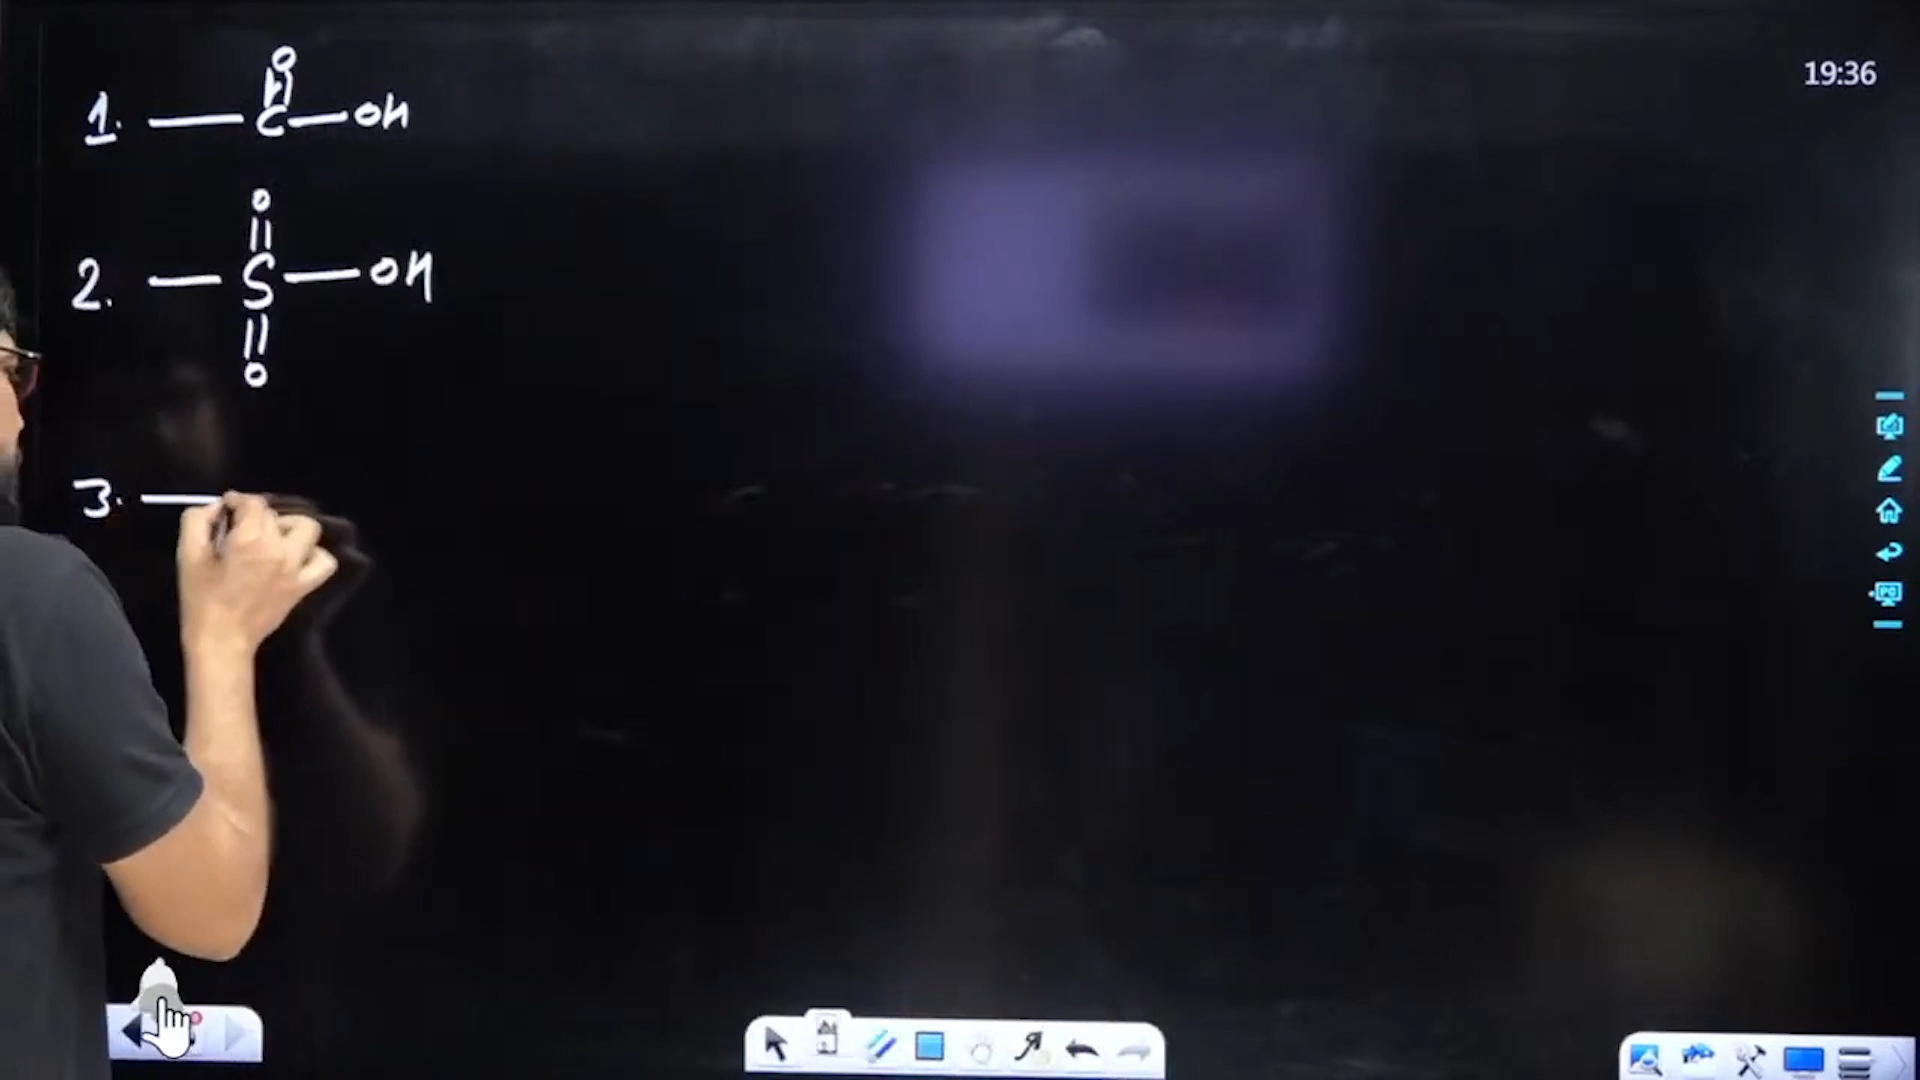 19:36
O
1. — C — OH
O
2. — S — OH
O
3. —